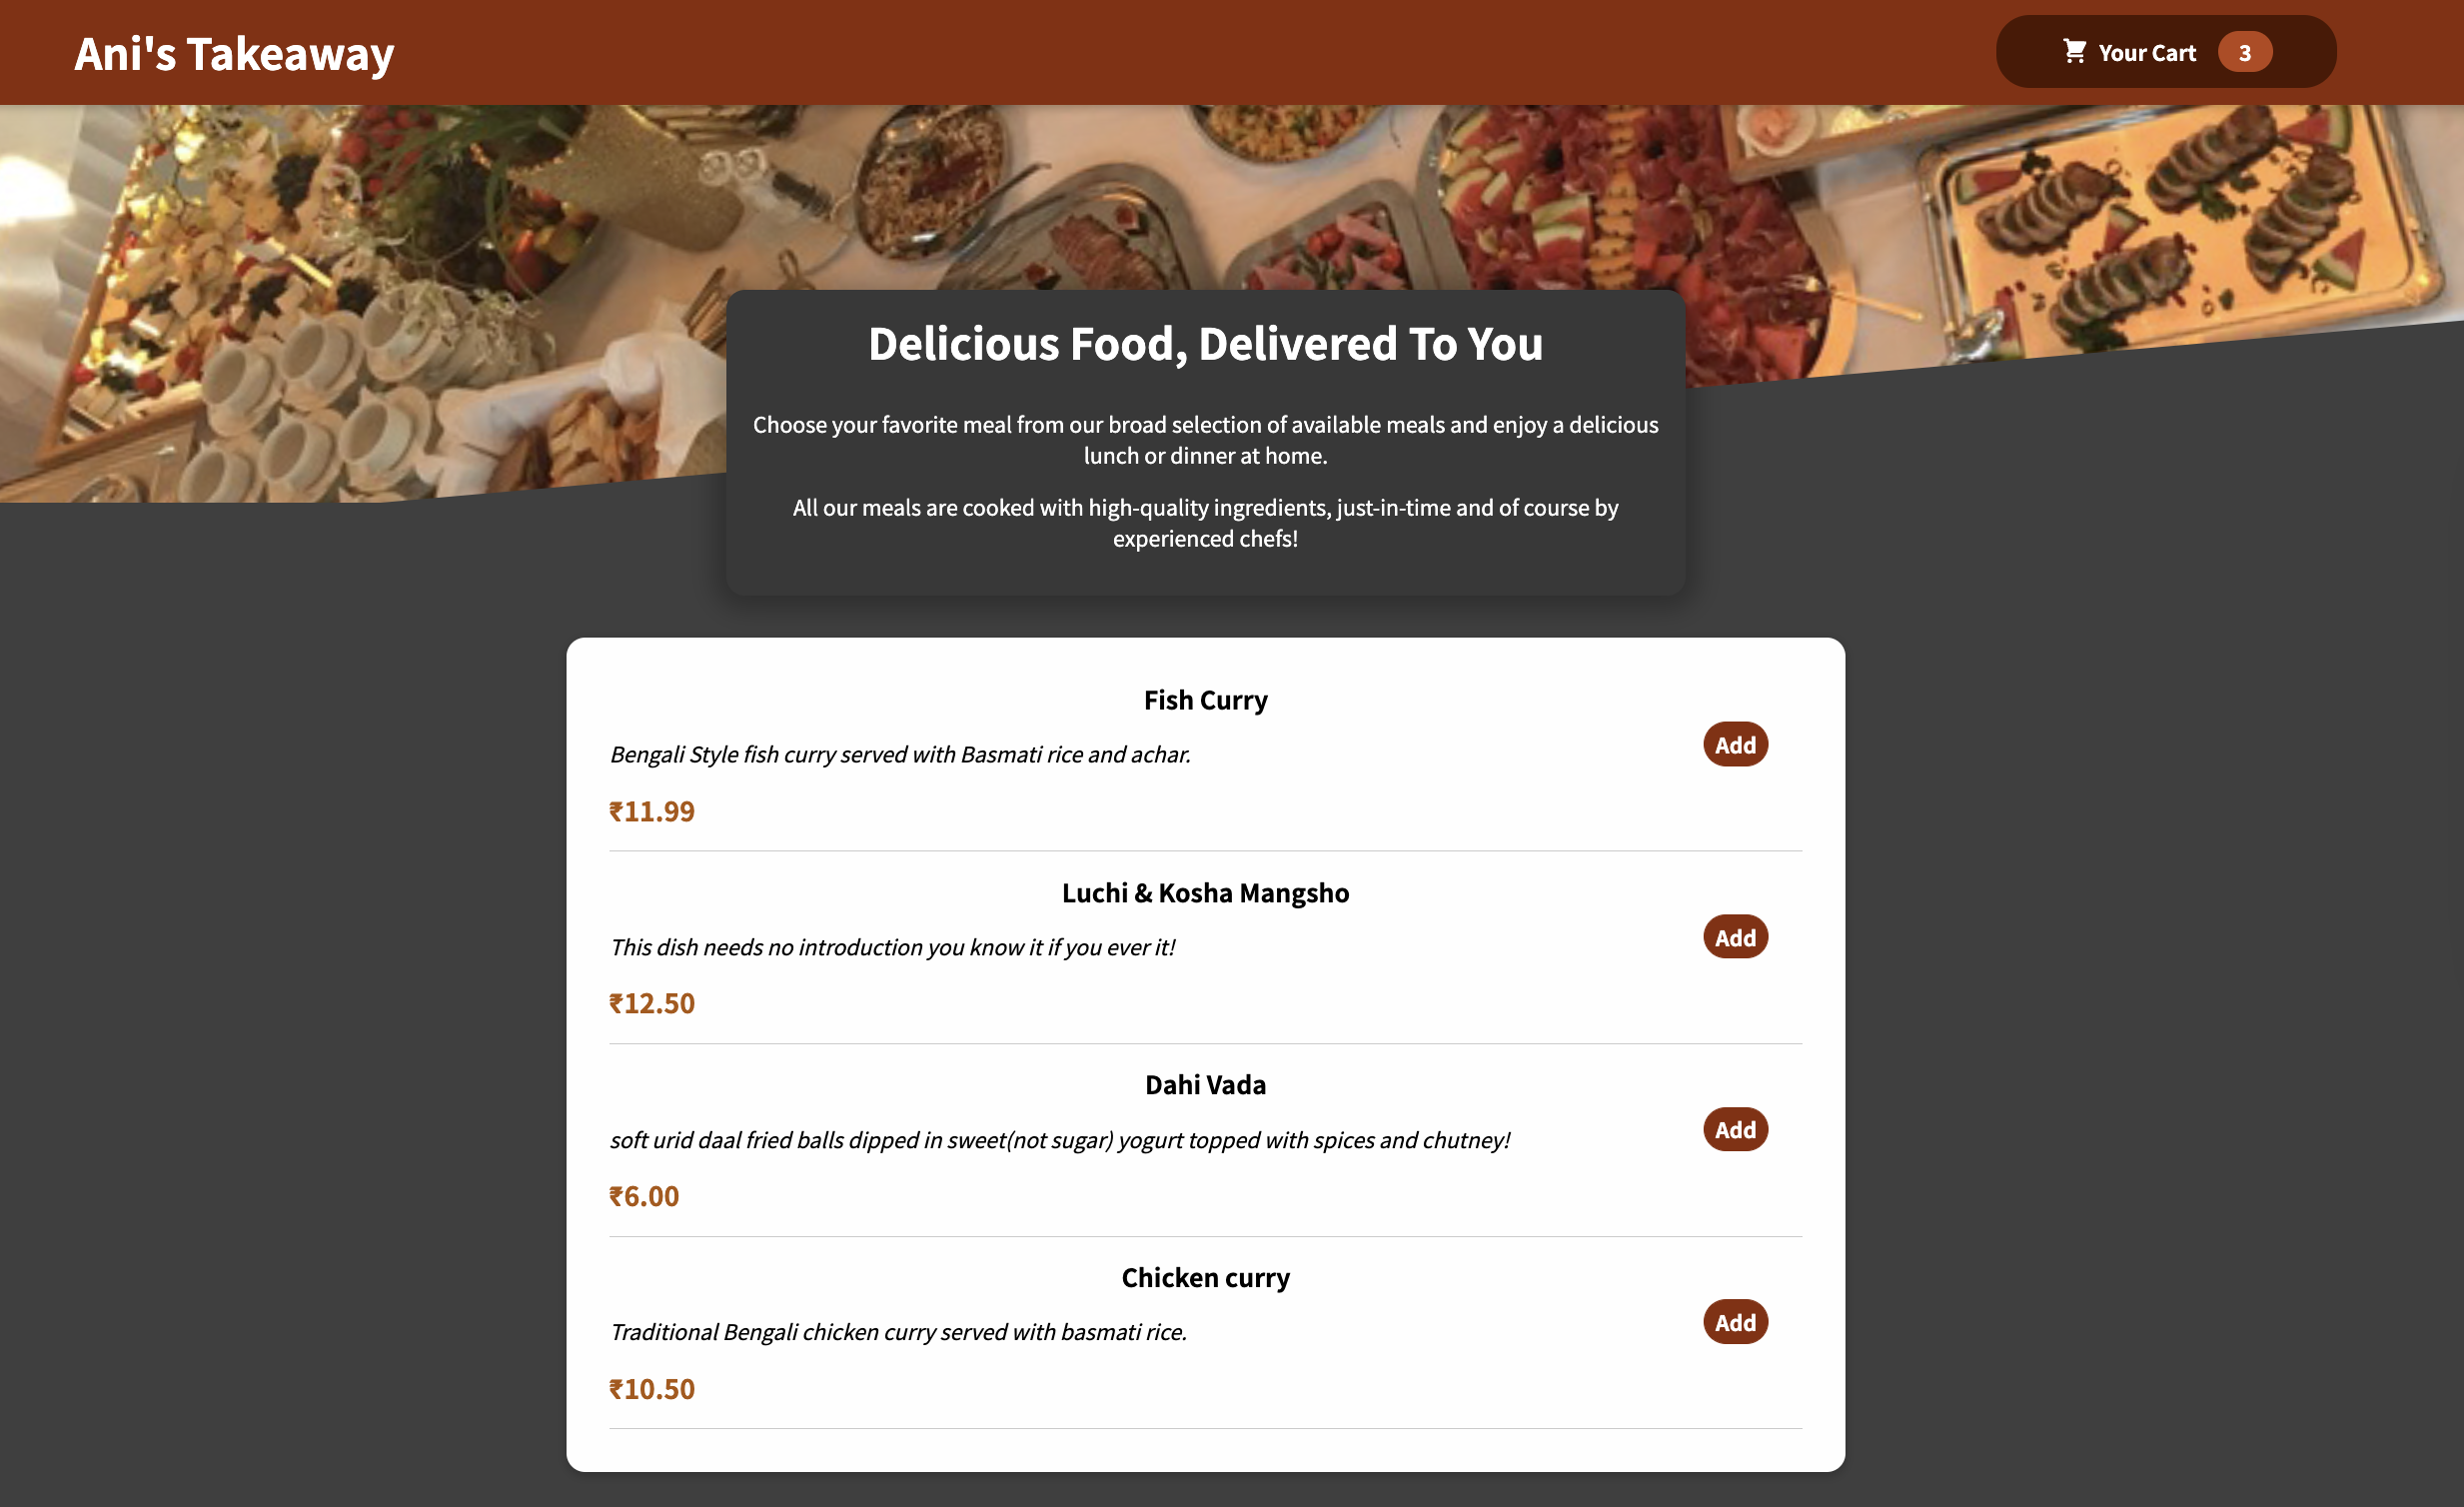 Ani's Takeaway
Your Cart 3
Delicious Food, Delivered To You
Choose your favorite meal from our broad selection of available meals and enjoy a delicious
lunch or dinner at home.
All our meals are cooked with high-quality ingredients, just-in-time and of course by
experienced chefs!
Fish Curry
Bengali Style fish curry served with Basmati rice and achar.
Add
₹11.99
Luchi & Kosha Mangsho
This dish needs no introduction you know it if you ever it!
Add
₹12.50
Dahi Vada
soft urid daal fried balls dipped in sweet(not sugar) yogurt topped with spices and chutney!
Add
₹6.00
Chicken curry
Traditional Bengali chicken curry served with basmati rice.
Add
₹10.50